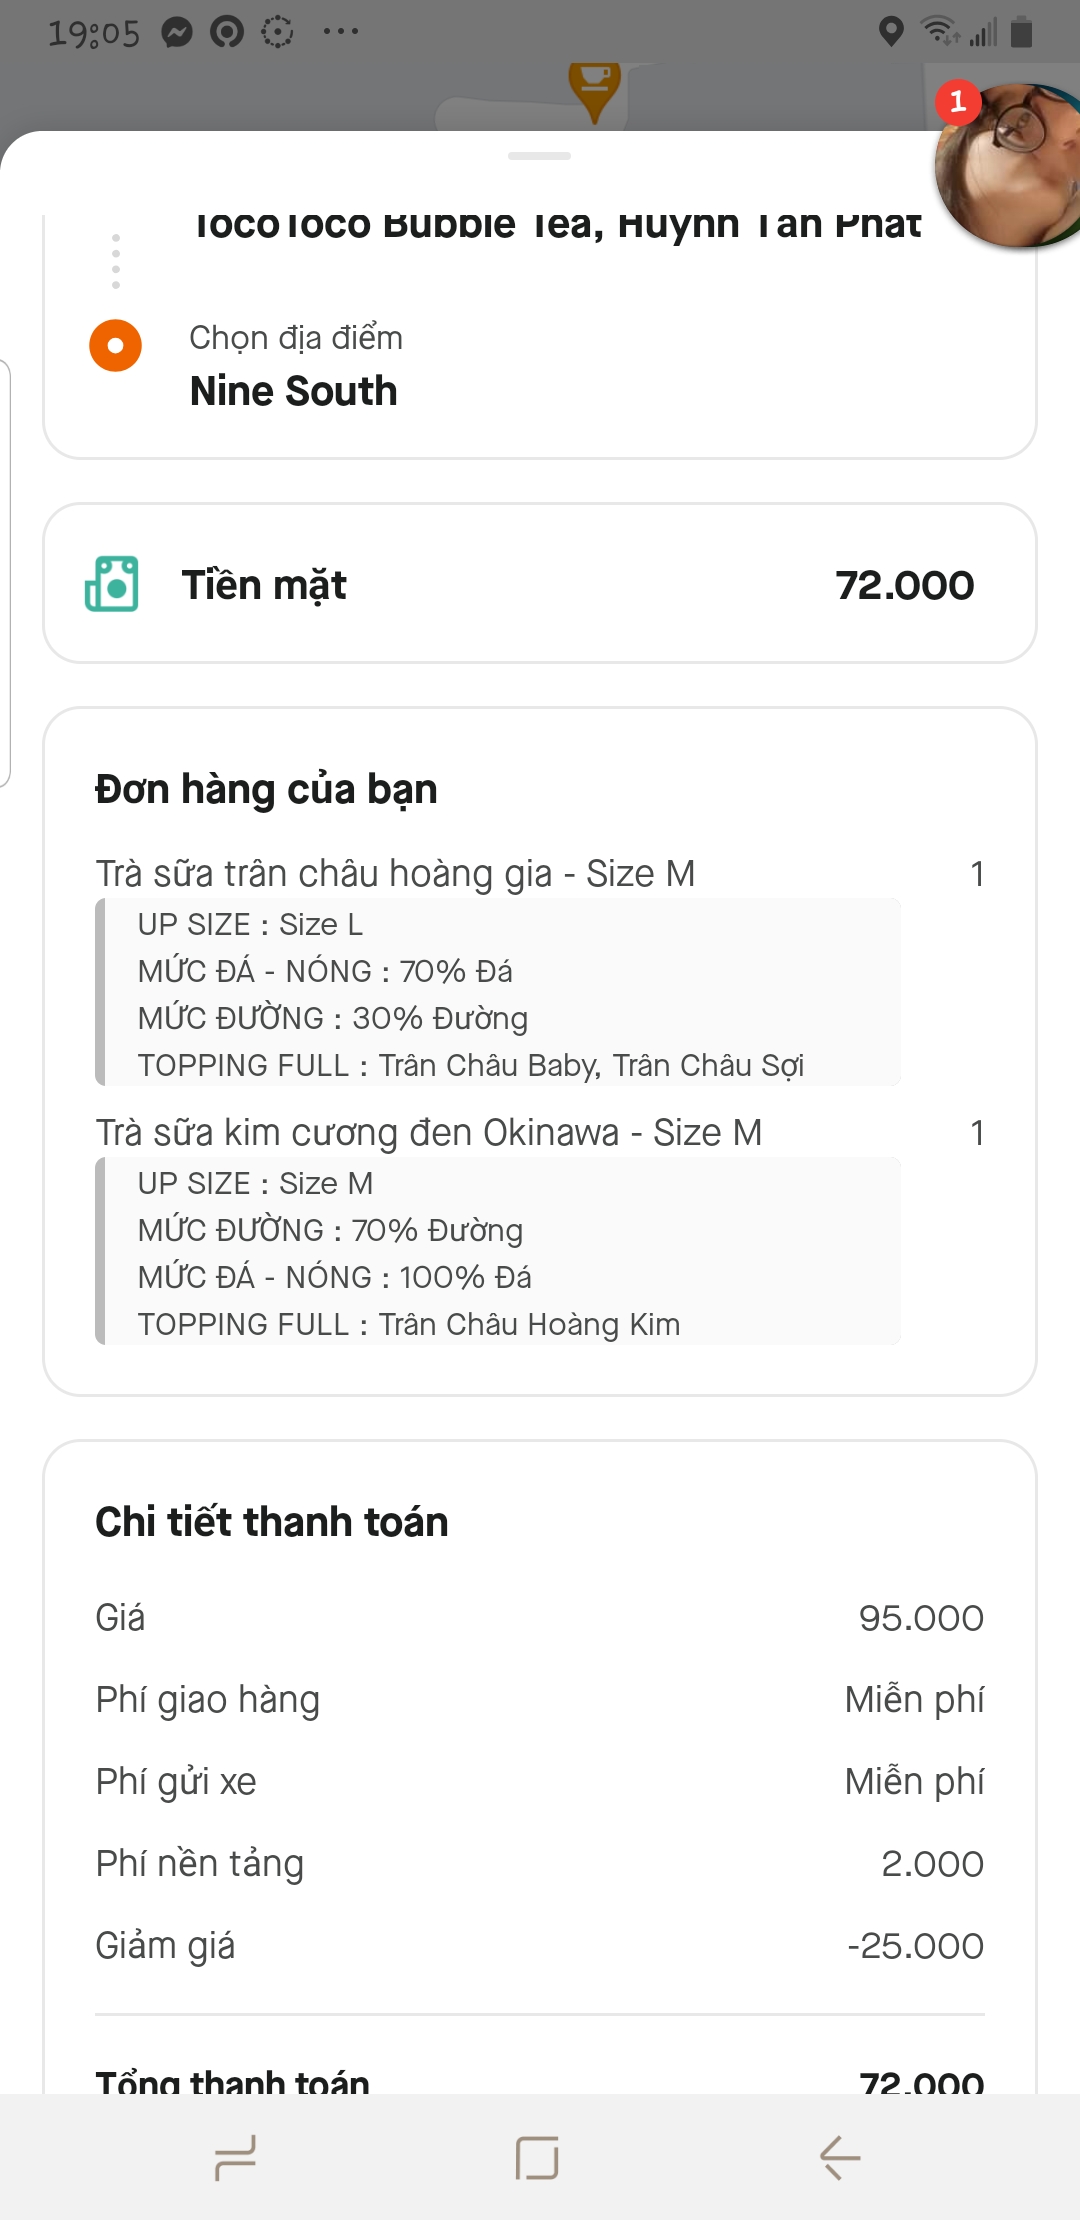 19:05
1
TocoToco Bubble Tea, Huỳnh Tấn Phát
Chọn địa điểm
Nine South
Tiền mặt 72.000
Đơn hàng của bạn
Trà sữa trân châu hoàng gia - Size M 1
UP SIZE : Size L
MỨC ĐÁ - NÓNG : 70% Đá
MỨC ĐƯỜNG : 30% Đường
TOPPING FULL : Trân Châu Baby, Trân Châu Sợi
Trà sữa kim cương đen Okinawa - Size M 1
UP SIZE : Size M
MỨC ĐƯỜNG : 70% Đường
MỨC ĐÁ - NÓNG : 100% Đá
TOPPING FULL : Trân Châu Hoàng Kim
Chi tiết thanh toán
Giá 95.000
Phí giao hàng Miễn phí
Phí gửi xe Miễn phí
Phí nền tảng 2.000
Giảm giá -25.000
Tổng thanh toán 72.000